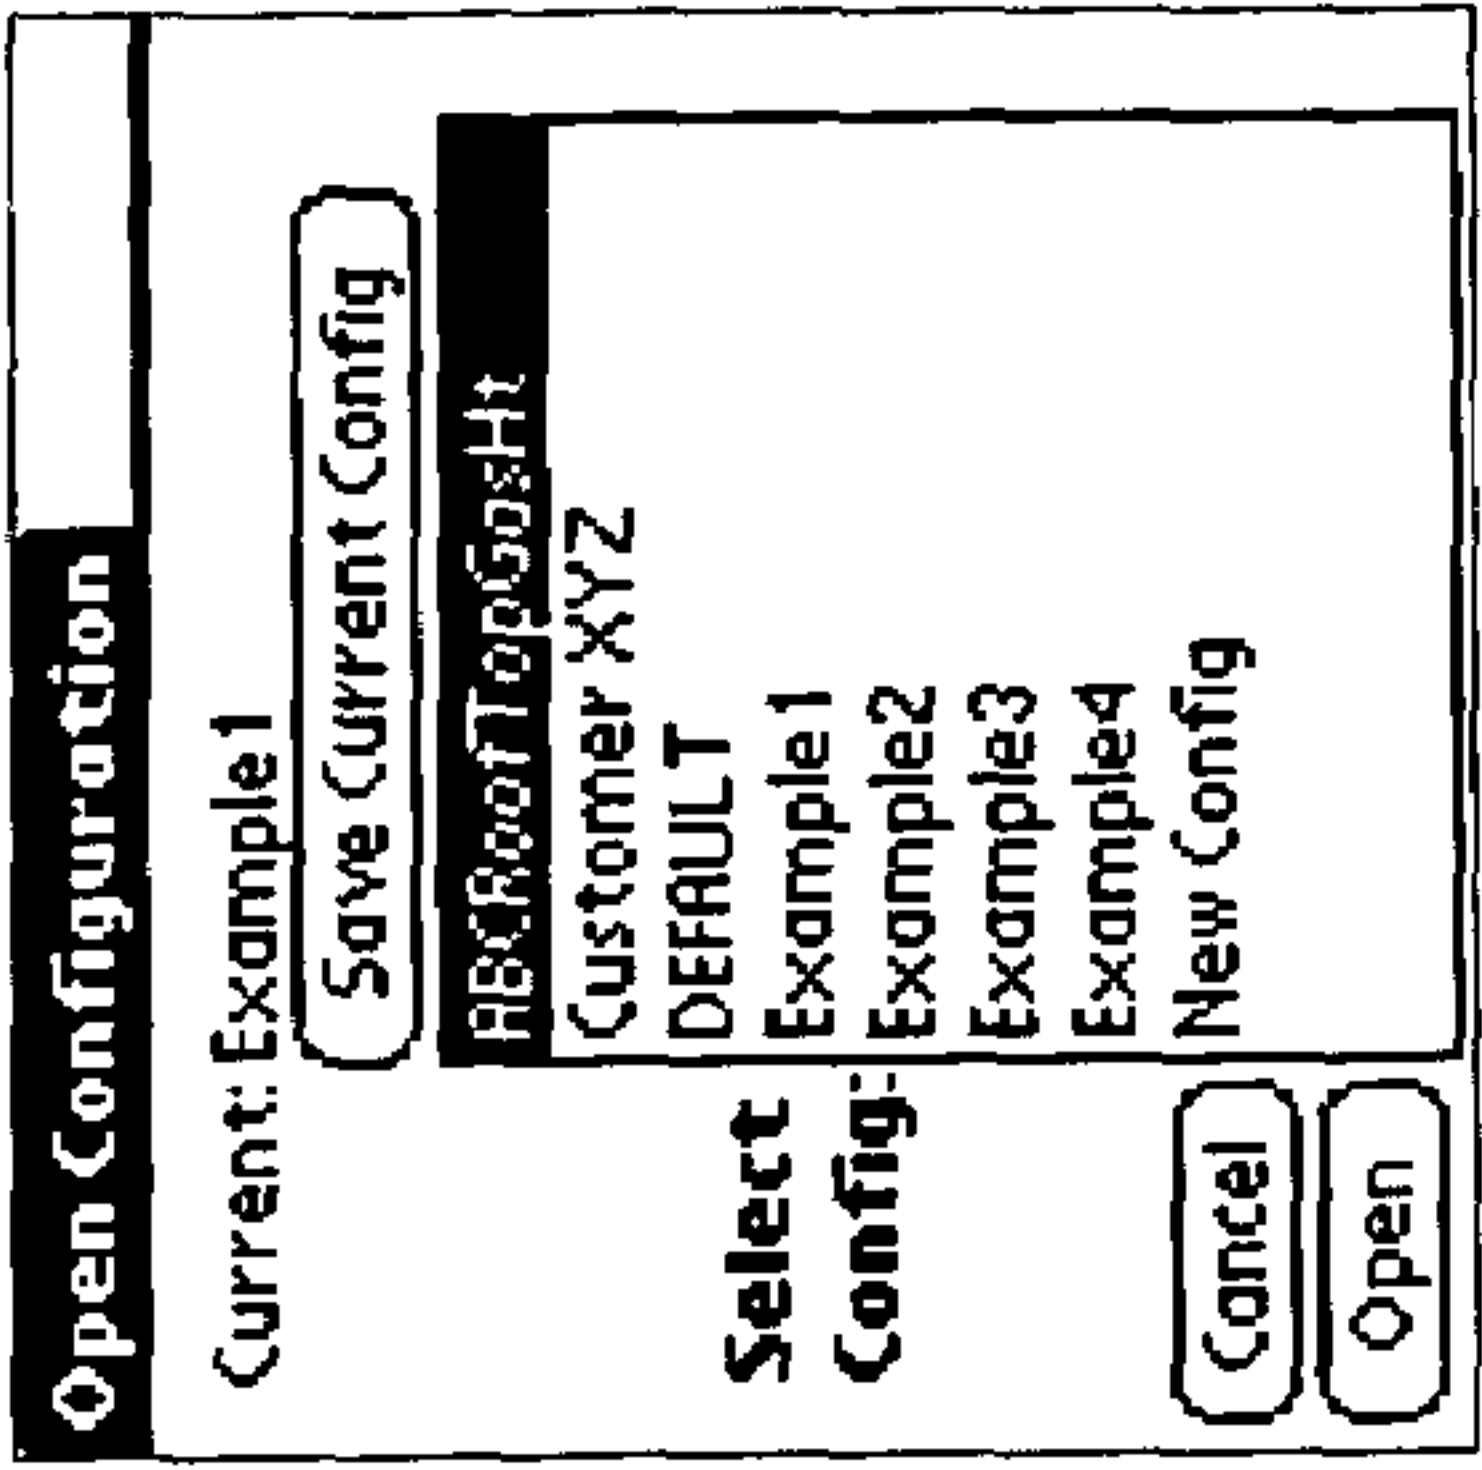 Open Configuration
Current: Example1
Save Current Config
Select
Config:
ABCRoofTopGasHt
Customer XYZ
DEFAULT
Example1
Example2
Example3
Example4
New Config
Cancel
Open